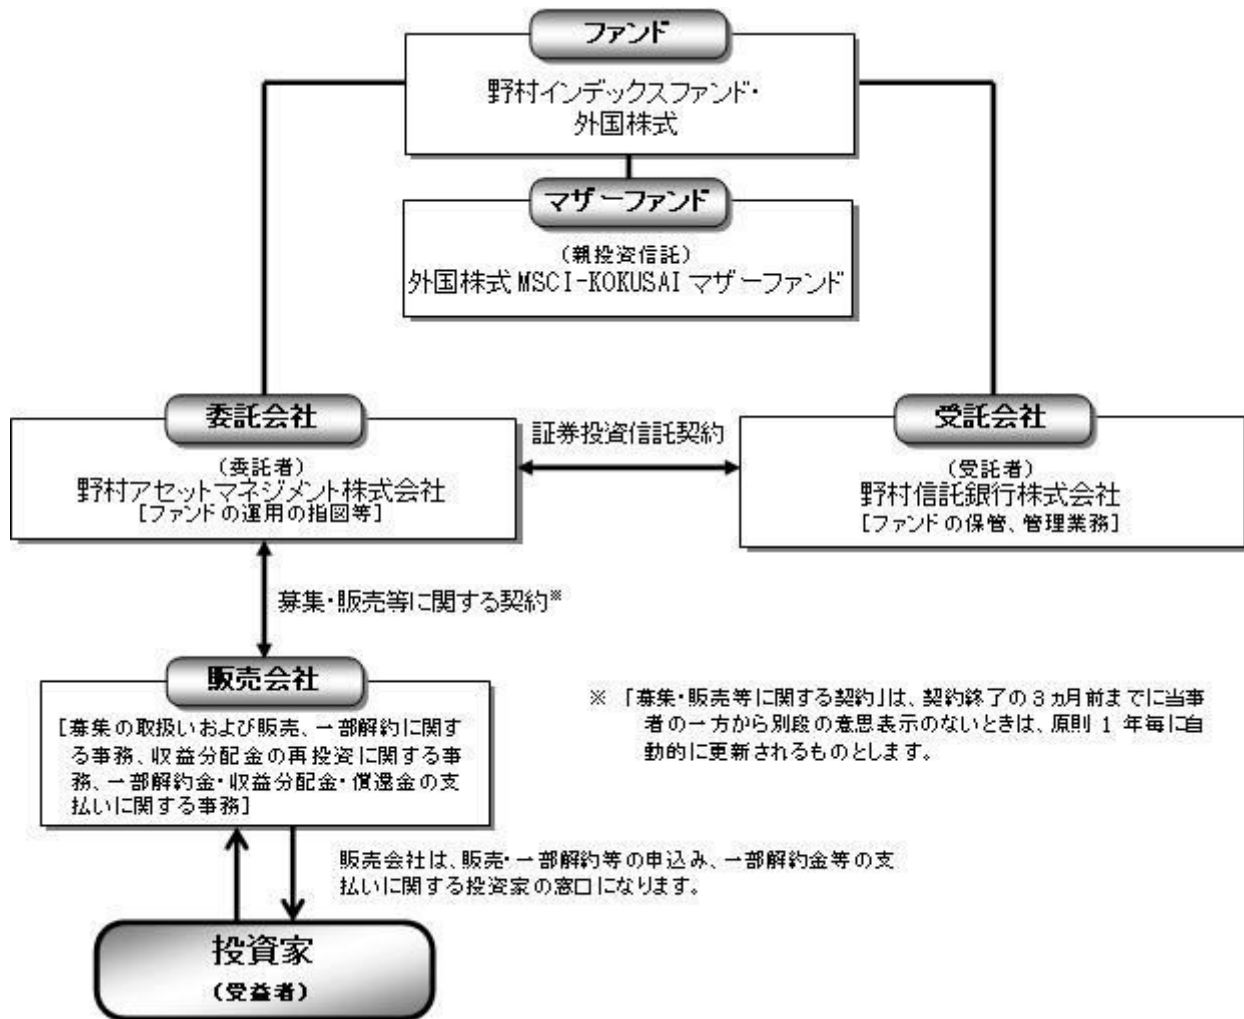 ファンド
野村インデックスファンド・
外国株式
マザーファンド
(親投資信託)
外国株式MSCI-KOKUSAIマザーファンド
委託会社
(委託者)
野村アセットマネジメント株式会社
[ファンドの運用の指図等]
証券投資信託契約
受託会社
(受託者)
野村信託銀行株式会社
[ファンドの保管、管理業務]
募集・販売等に関する契約※
販売会社
[募集の取扱いおよび販売、一部解約に関す
る事務、収益分配金の再投資に関する事
務、一部解約金・収益分配金・償還金の支
払いに関する事務]
※ 「募集・販売等に関する契約」は、契約終了の3ヵ月前までに当事
者の一方から別段の意思表示のないときは、原則1年毎に自
動的に更新されるものとします。
販売会社は、販売・一部解約等の申込み、一部解約金等の支
払いに関する投資家の窓口になります。
投資家
(受益者)